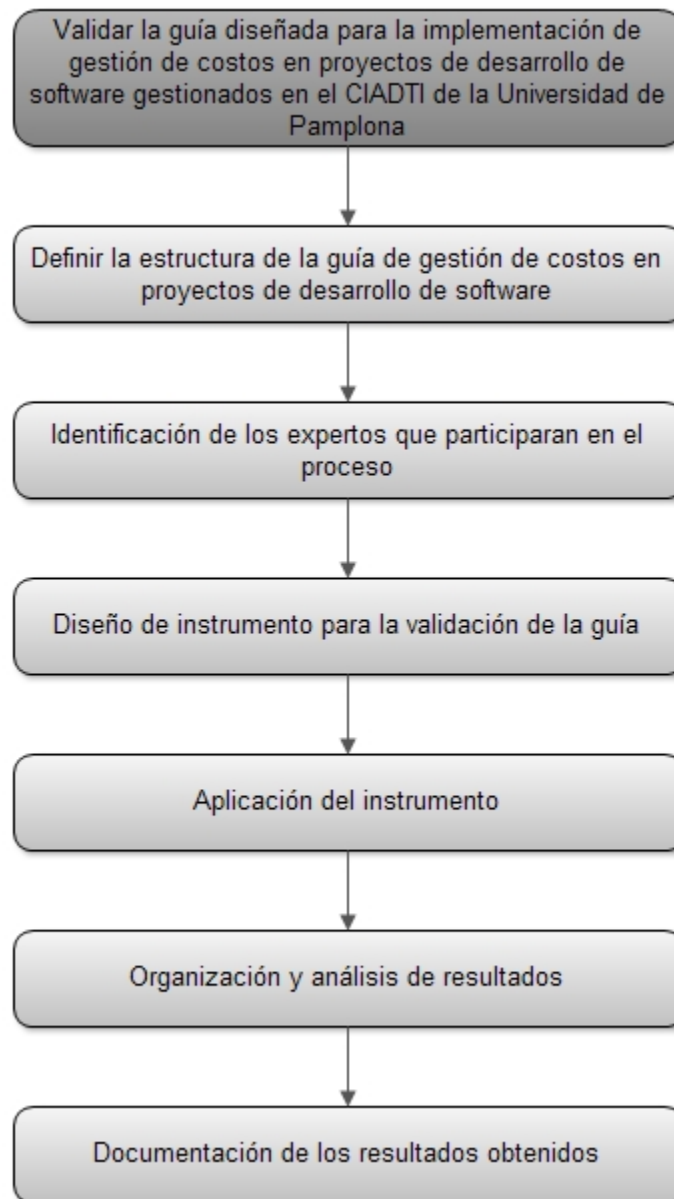 Validar la guía diseñada para la implementación de
gestión de costos en proyectos de desarrollo de
software gestionados en el CIADTI de la Universidad de
Pamplona
Definir la estructura de la guía de gestión de costos en
proyectos de desarrollo de software
Identificación de los expertos que participaran en el
proceso
Diseño de instrumento para la validación de la guía
Aplicación del instrumento
Organización y análisis de resultados
Documentación de los resultados obtenidos